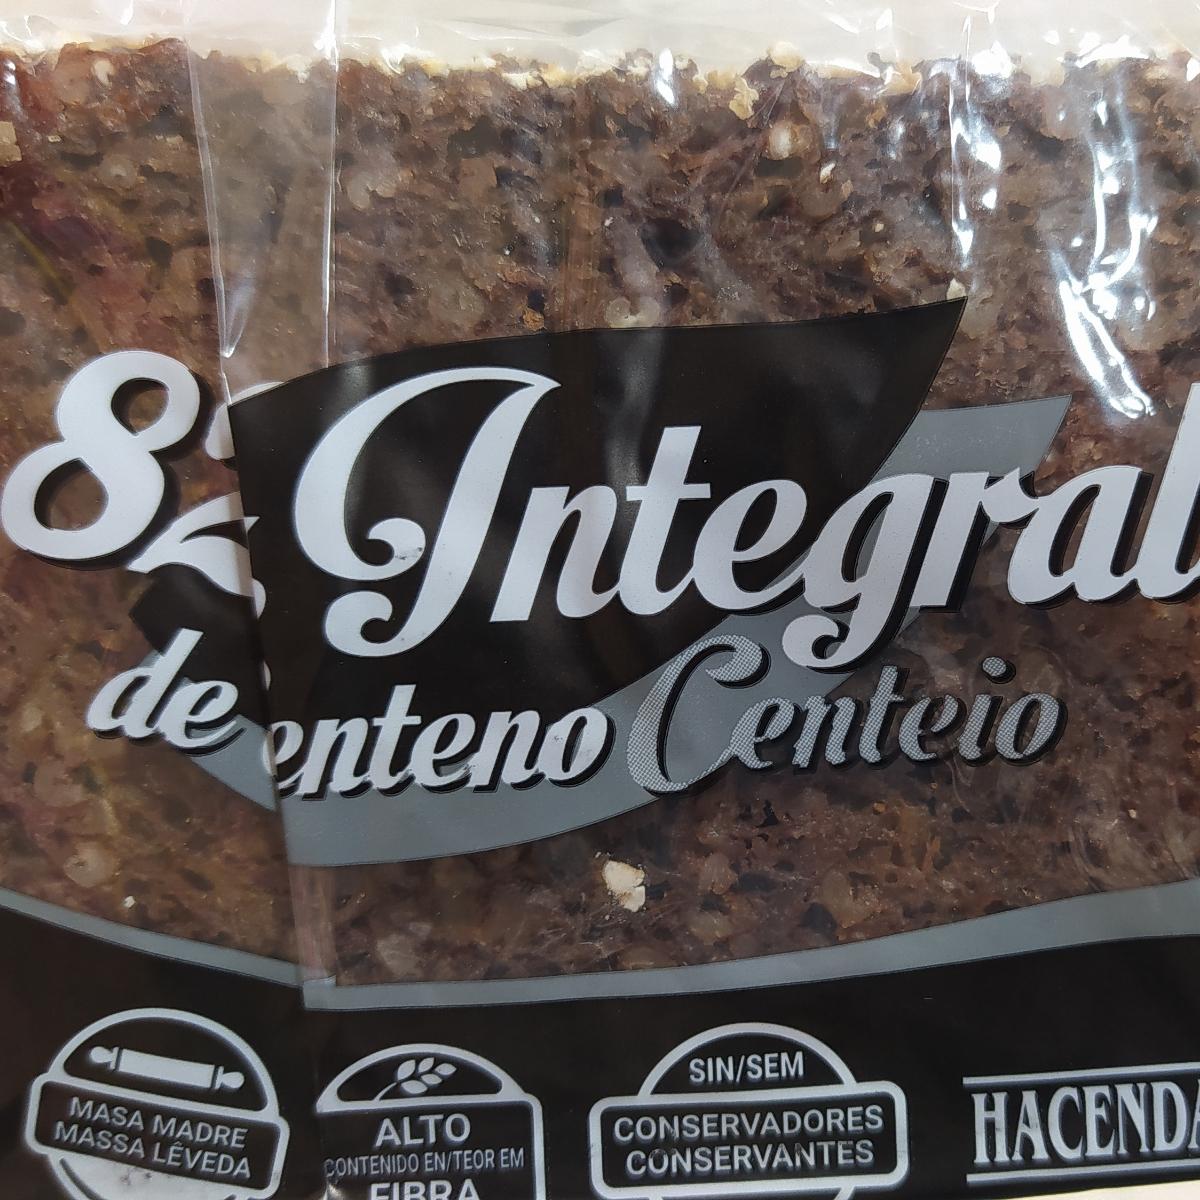 8
Integral
de enteno Centeio
MASA MADRE
MASSA LÊVEDA
ALTO
CONTENIDO EN/TEOR EM
FIBRA
SIN/SEM
CONSERVADORES
CONSERVANTES
HACENDA